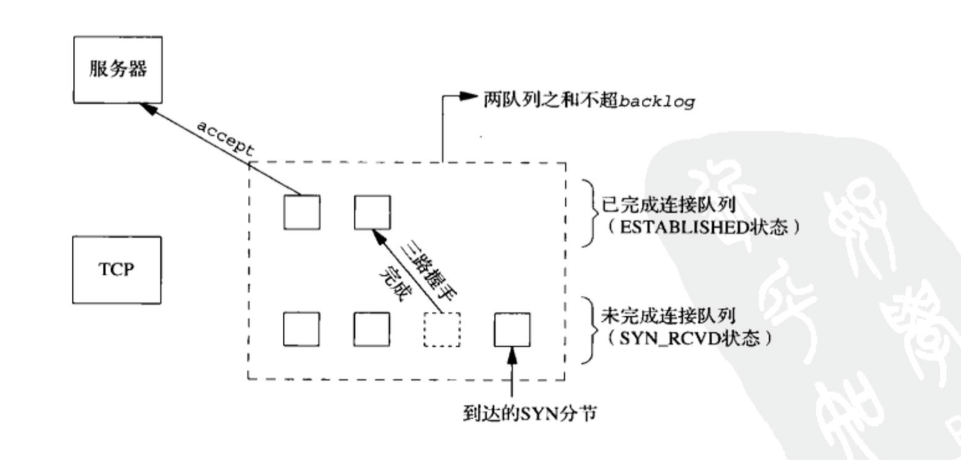 服务器
accept
两队列之和不超backlog
已完成连接队列
(ESTABLISHED状态)
三路握手
完成
TCP
未完成连接队列
(SYN_RCVD状态)
到达的SYN分节